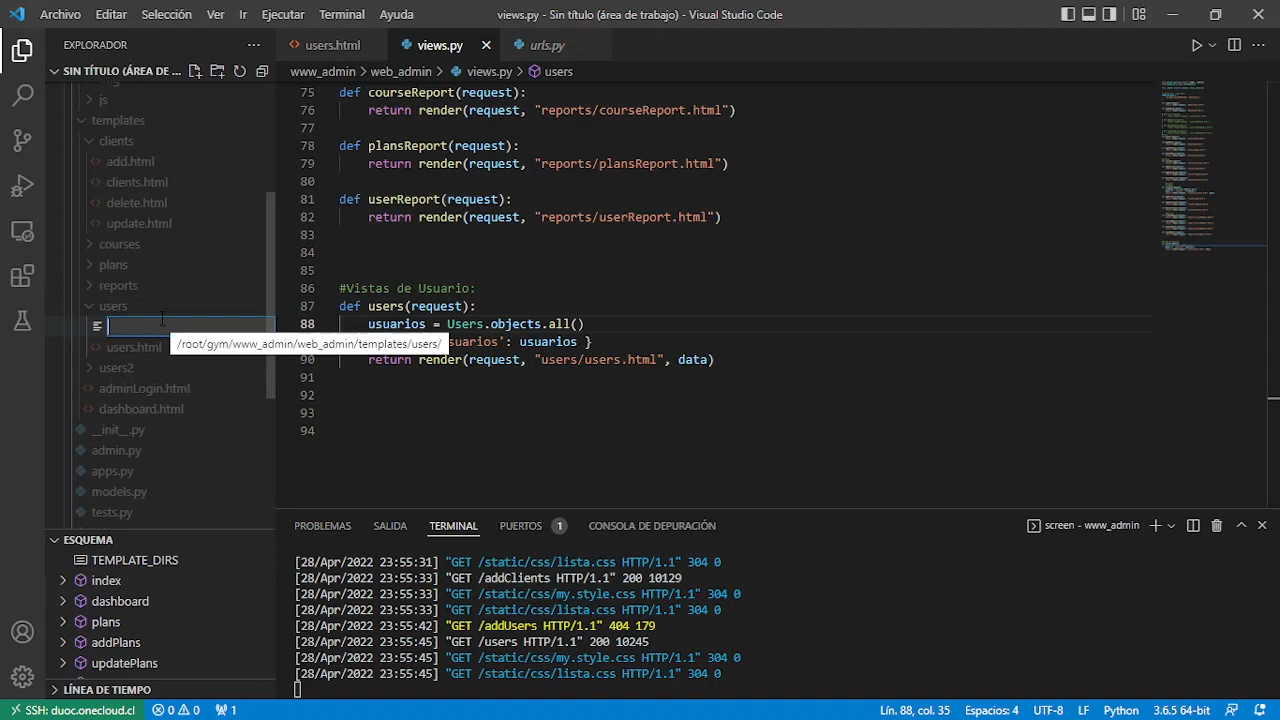 Archivo Editar Selección Ver Ir Ejecutar Terminal Ayuda views.py - Sin título (área de trabajo) - Visual Studio Code
EXPLORADOR
SIN TÍTULO (ÁREA DE ...
js
templates
clients
add.html
clients.html
delete.html
update.html
courses
plans
reports
users
/root/gym/www_admin/web_admin/templates/users/
users.html
users2
adminLogin.html
dashboard.html
__init__.py
admin.py
apps.py
models.py
tests.py
ESQUEMA
TEMPLATE_DIRS
index
dashboard
plans
addPlans
updatePlans
LÍNEA DE TIEMPO
users.html views.py urls.py
www_admin > web_admin > views.py > users
75 def courseReport(request):
76 return render(request, "reports/courseReport.html")
77
78 def plansReport(request):
79 return render(request, "reports/plansReport.html")
80
81 def userReport(request):
82 return render(request, "reports/userReport.html")
83
84
85
86 #Vistas de Usuario:
87 def users(request):
88 usuarios = Users.objects.all()
suarios': usuarios }
90 return render(request, "users/users.html", data)
91
92
93
94
PROBLEMAS SALIDA TERMINAL PUERTOS 1 CONSOLA DE DEPURACIÓN screen - www_admin
[28/Apr/2022 23:55:31] "GET /static/css/lista.css HTTP/1.1" 304 0
[28/Apr/2022 23:55:33] "GET /addClients HTTP/1.1" 200 10129
[28/Apr/2022 23:55:33] "GET /static/css/my.style.css HTTP/1.1" 304 0
[28/Apr/2022 23:55:33] "GET /static/css/lista.css HTTP/1.1" 304 0
[28/Apr/2022 23:55:42] "GET /addUsers HTTP/1.1" 404 179
[28/Apr/2022 23:55:45] "GET /users HTTP/1.1" 200 10245
[28/Apr/2022 23:55:45] "GET /static/css/my.style.css HTTP/1.1" 304 0
[28/Apr/2022 23:55:45] "GET /static/css/lista.css HTTP/1.1" 304 0
SSH: duoc.onecloud.cl 0 0 1 Lín. 88, col. 35 Espacios: 4 UTF-8 LF Python 3.6.5 64-bit